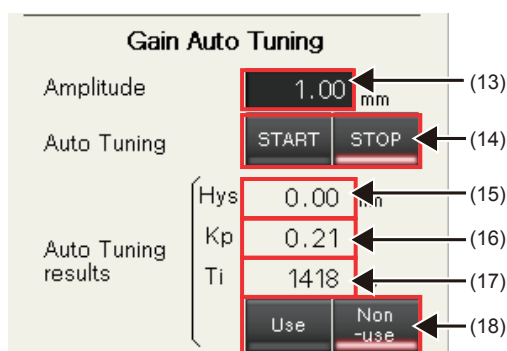 Gain Auto Tuning
Amplitude 1.00 mm (13)
Auto Tuning START STOP (14)
Hys 0.00 (15)
Kp 0.21 (16)
Auto Tuning results
Ti 1418 (17)
Use Non-use (18)